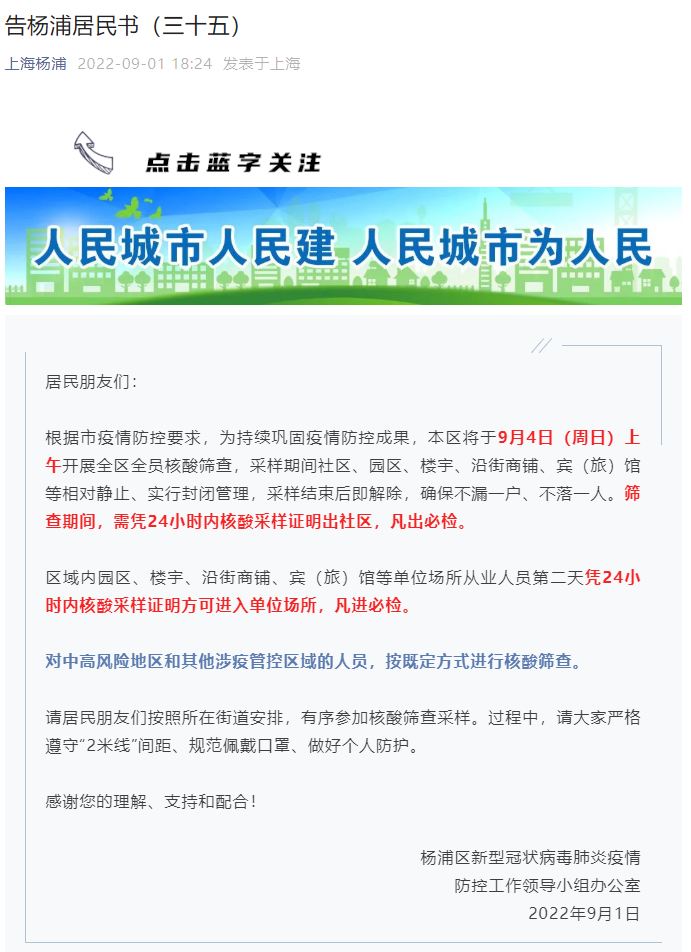 告杨浦居民书（三十五）
上海杨浦 2022-09-01 18:24 发表于上海
点击蓝字关注
人民城市人民建 人民城市为人民
居民朋友们：
根据市疫情防控要求，为持续巩固疫情防控成果，本区将于9月4日（周日）上
午开展全区全员核酸筛查，采样期间社区、园区、楼宇、沿街商铺、宾（旅）馆
等相对静止、实行封闭管理，采样结束后即解除，确保不漏一户、不落一人。筛
查期间，需凭24小时内核酸采样证明出社区，凡出必检。
区域内园区、楼宇、沿街商铺、宾（旅）馆等单位场所从业人员第二天凭24小
时内核酸采样证明方可进入单位场所，凡进必检。
对中高风险地区和其他涉疫管控区域的人员，按既定方式进行核酸筛查。
请居民朋友们按照所在街道安排，有序参加核酸筛查采样。过程中，请大家严格
遵守“2米线”间距、规范佩戴口罩、做好个人防护。
感谢您的理解、支持和配合！
杨浦区新型冠状病毒肺炎疫情
防控工作领导小组办公室
2022年9月1日